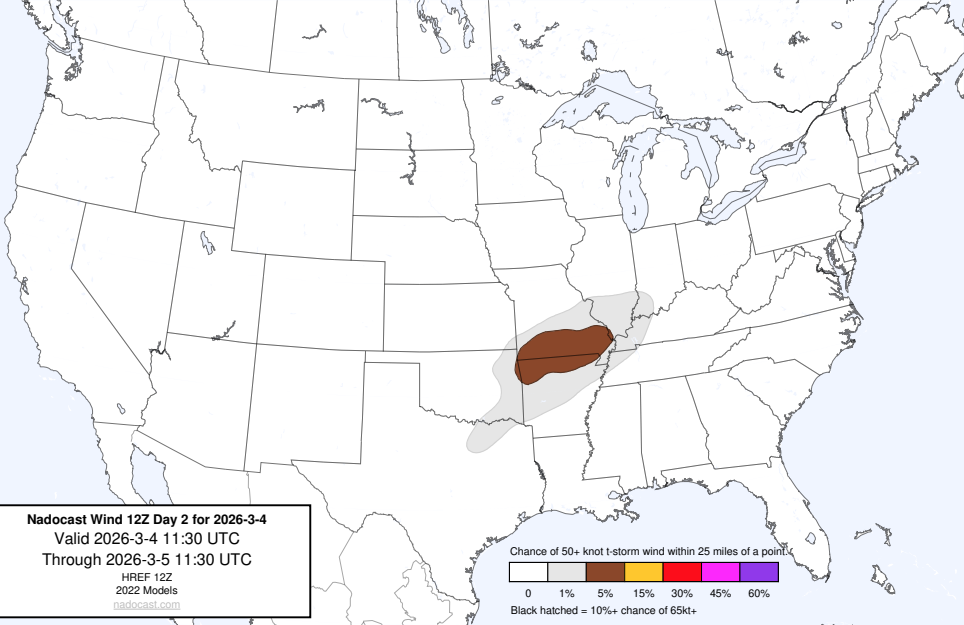 Nadocast Wind 12Z Day 2 for 2026-3-4
Valid 2026-3-4 11:30 UTC
Through 2026-3-5 11:30 UTC
HREF 12Z
2022 Models
nadocast.com
Chance of 50+ knot t-storm wind within 25 miles of a point.
0 1% 5% 15% 30% 45% 60%
Black hatched = 10%+ chance of 65kt+